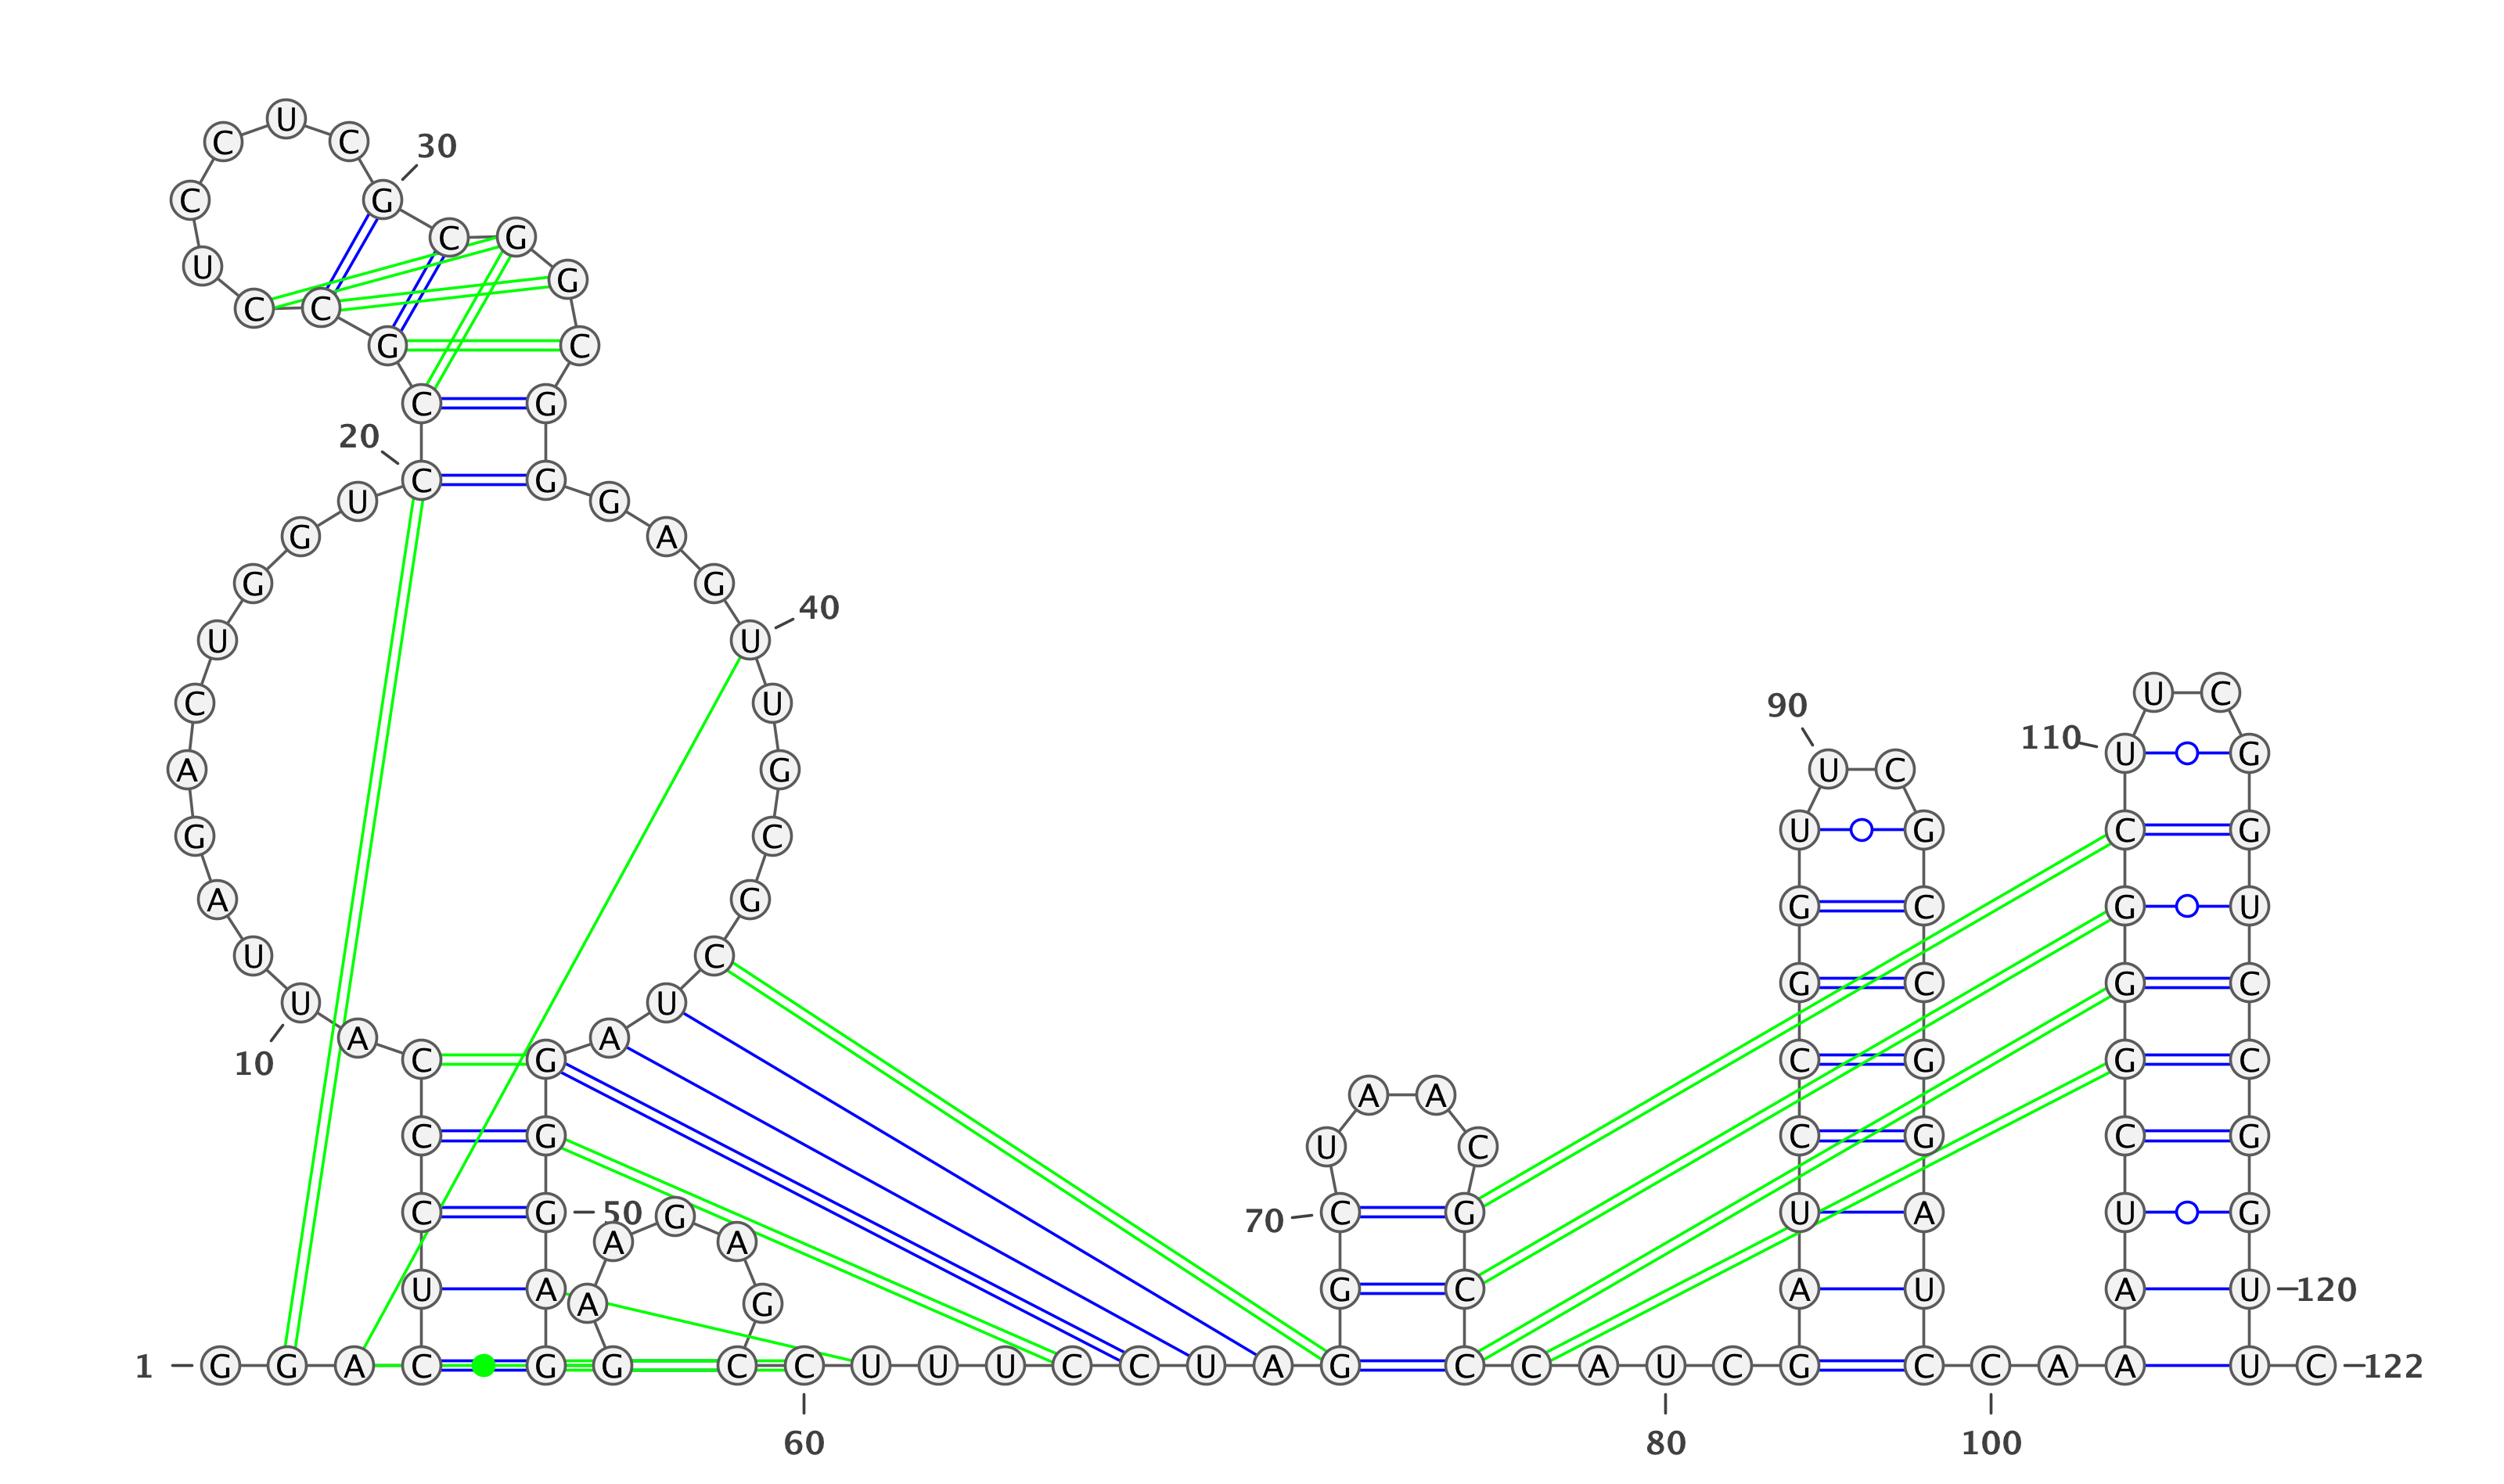 U
C C 30
C G
C G
U
G
C C
G C
C G
20
C G
U G
G A
G G
40
U U
U C
C U 90
110
U G
A G U C
G C U G C G
A G G C G U
U C
G C G C
U U
A A
10 C G C G G C
A A
C G C G C G
U C
C G 50 G 70 C G U A U G
A A
U A G C A U A U 120
A G
1 G G A C G G C C U U U C C U A G C C A U C G C C A A U C 122
60 80 100